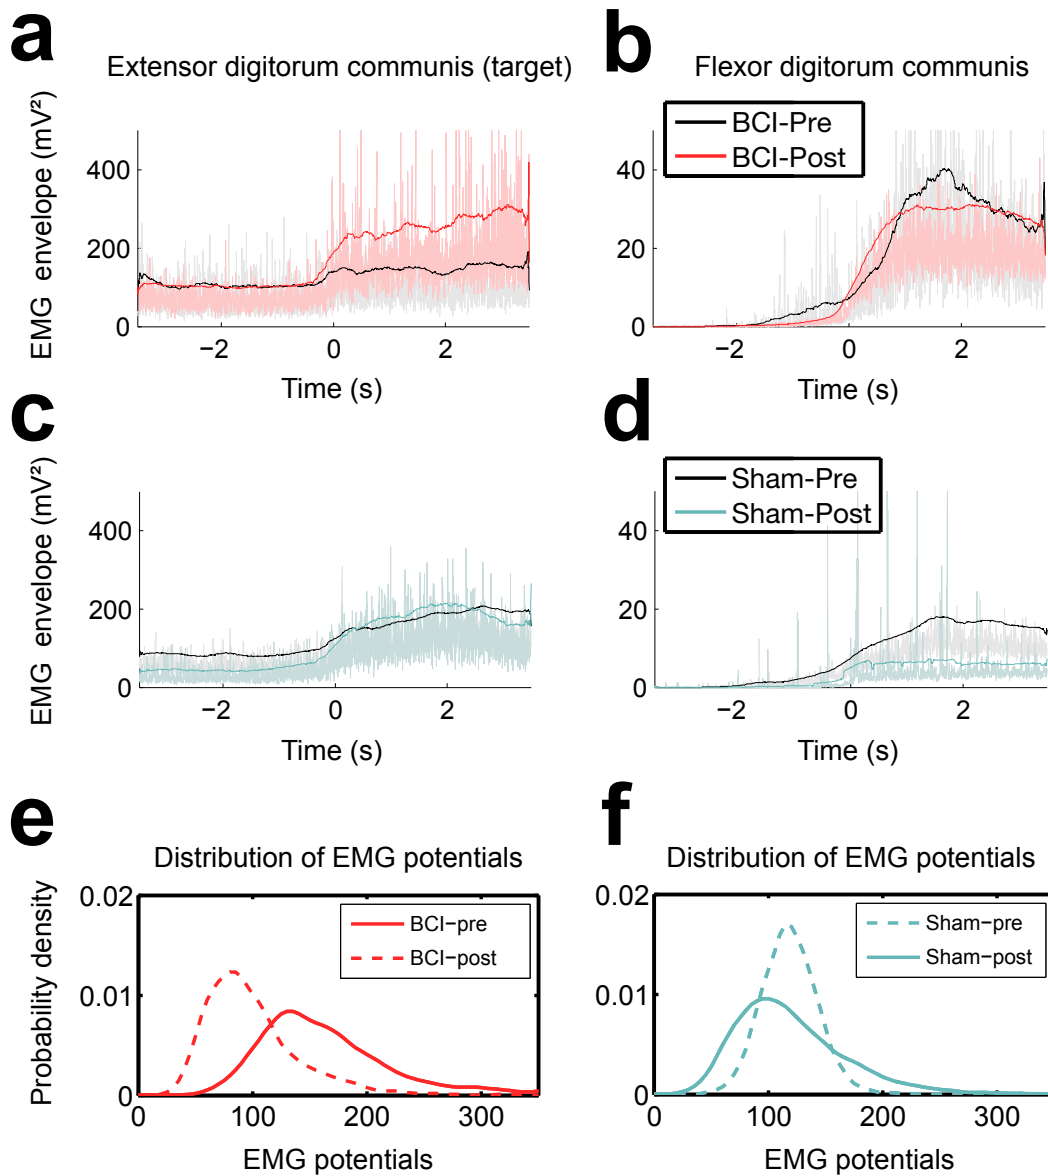 a
b
Extensor digitorum communis (target)
Flexor digitorum communis
EMG envelope (mV²)
400
200
0
−2
0
2
Time (s)
BCI-Pre
BCI-Post
40
20
0
−2
0
2
Time (s)
c
d
EMG envelope (mV²)
400
200
0
−2
0
2
Time (s)
Sham-Pre
Sham-Post
40
20
0
−2
0
2
Time (s)
e
f
Distribution of EMG potentials
Distribution of EMG potentials
Probability density
0.02
0.01
0
0
100
200
300
EMG potentials
BCI−pre
BCI−post
0.02
0.01
0
0
100
200
300
EMG potentials
Sham−pre
Sham−post